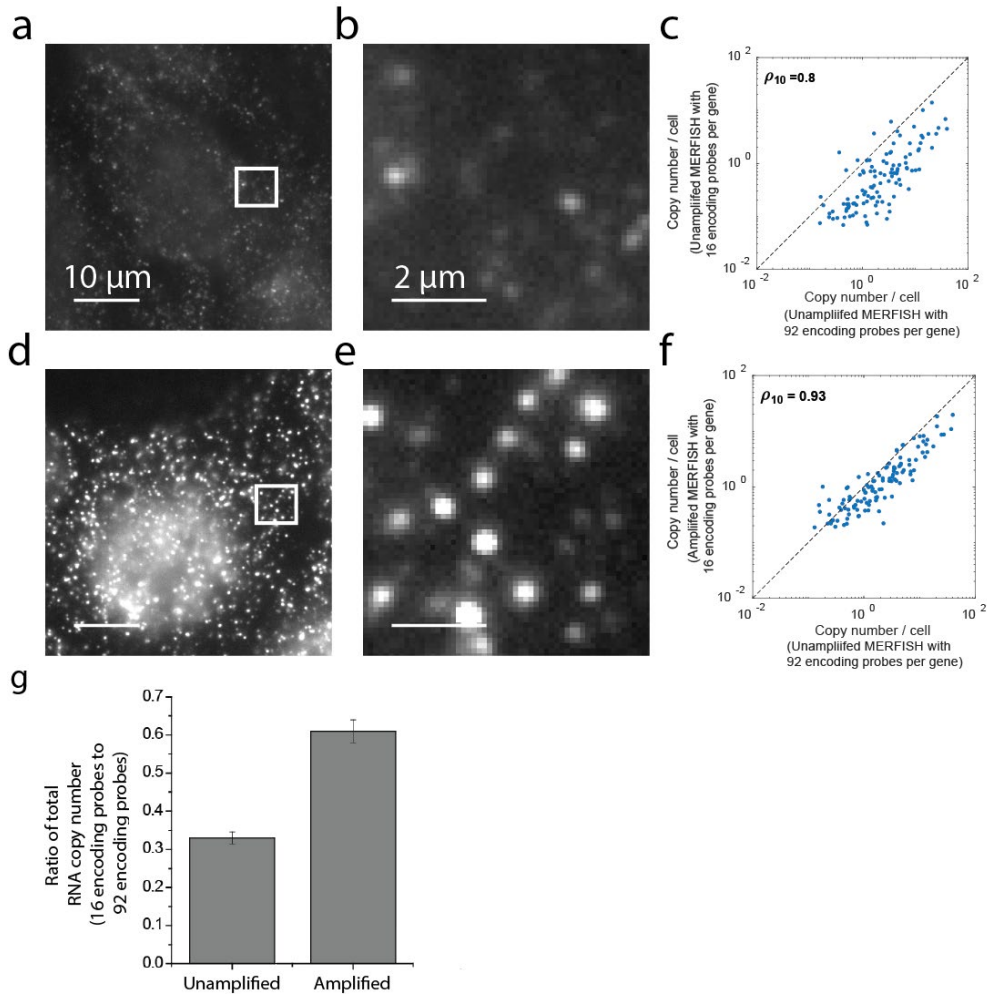 a
b
c
10 µm
2 µm
10 2
10 0
10 -2
10 -2
10 0
10 2
ρ10 =0.8
Copy number / cell
(Unampliifed MERFISH with
16 encoding probes per gene)
Copy number / cell
(Unampliifed MERFISH with
92 encoding probes per gene)
d
e
f
10 2
10 0
10 -2
10 -2
10 0
10 2
ρ10 = 0.93
Copy number / cell
(Ampliifed MERFISH with
16 encoding probes per gene)
Copy number / cell
(Unampliifed MERFISH with
92 encoding probes per gene)
g
0.7
0.6
0.5
0.4
0.3
0.2
0.1
0.0
Ratio of total
RNA copy number
(16 encoding probes to
92 encoding probes)
Unamplified
Amplified